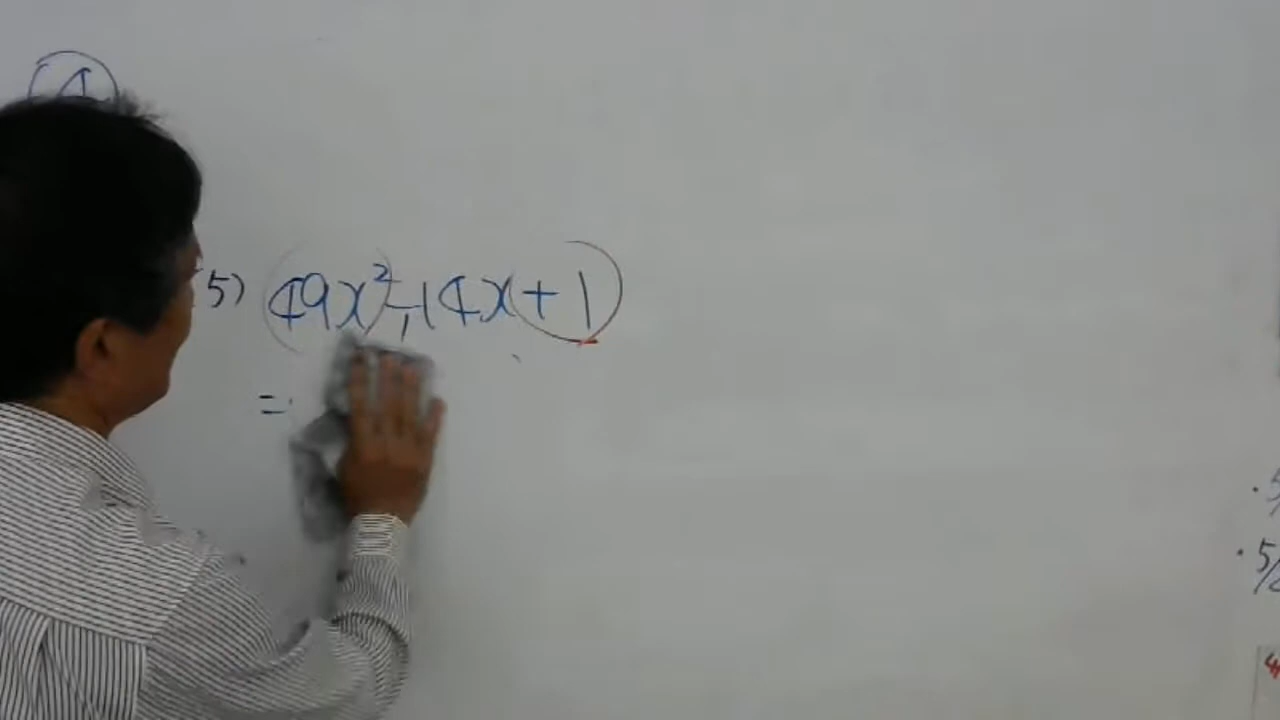 5) 49x²-14x+1
=